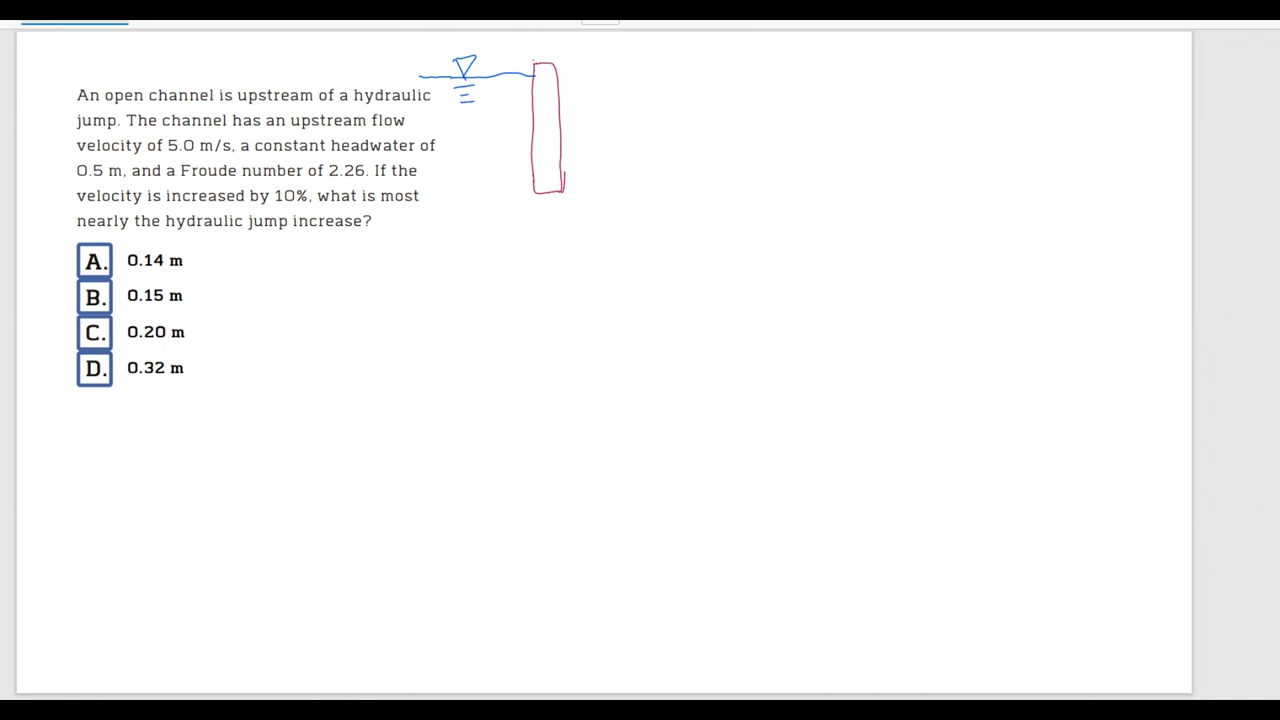 An open channel is upstream of a hydraulic
jump. The channel has an upstream flow
velocity of 5.0 m/s, a constant headwater of
0.5 m, and a Froude number of 2.26. If the
velocity is increased by 10%, what is most
nearly the hydraulic jump increase?
A. 0.14 m
B. 0.15 m
C. 0.20 m
D. 0.32 m